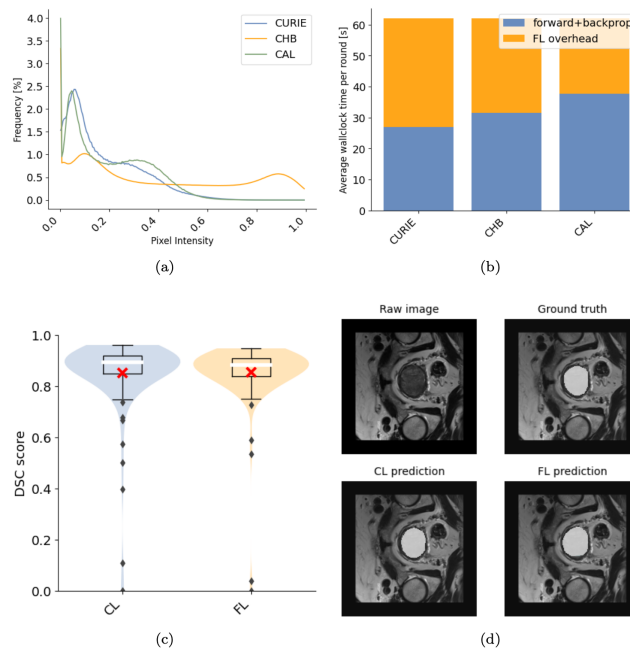 4.0
3.5
3.0
2.5
2.0
1.5
1.0
0.5
0.0
Frequency [%]
CURIE
CHB
CAL
0.0
0.2
0.4
0.6
0.8
1.0
Pixel Intensity
(a)
60
50
40
30
20
10
0
Average wallclock time per round [s]
forward+backprop
FL overhead
CURIE
CHB
CAL
(b)
1.0
0.8
0.6
0.4
0.2
0.0
DSC score
CL
FL
(c)
Raw image
Ground truth
CL prediction
FL prediction
(d)